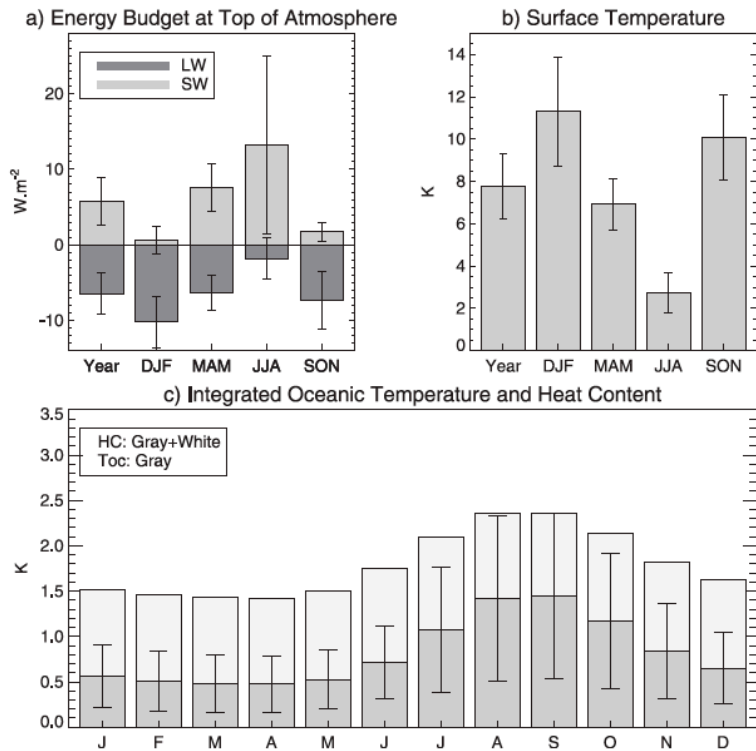 a) Energy Budget at Top of Atmosphere
LW
SW
W.m-2
20
10
0
-10
Year DJF MAM JJA SON
b) Surface Temperature
K
14
12
10
8
6
4
2
0
Year DJF MAM JJA SON
c) Integrated Oceanic Temperature and Heat Content
HC: Gray+White
Toc: Gray
K
3.5
3.0
2.5
2.0
1.5
1.0
0.5
0.0
J F M A M J J A S O N D